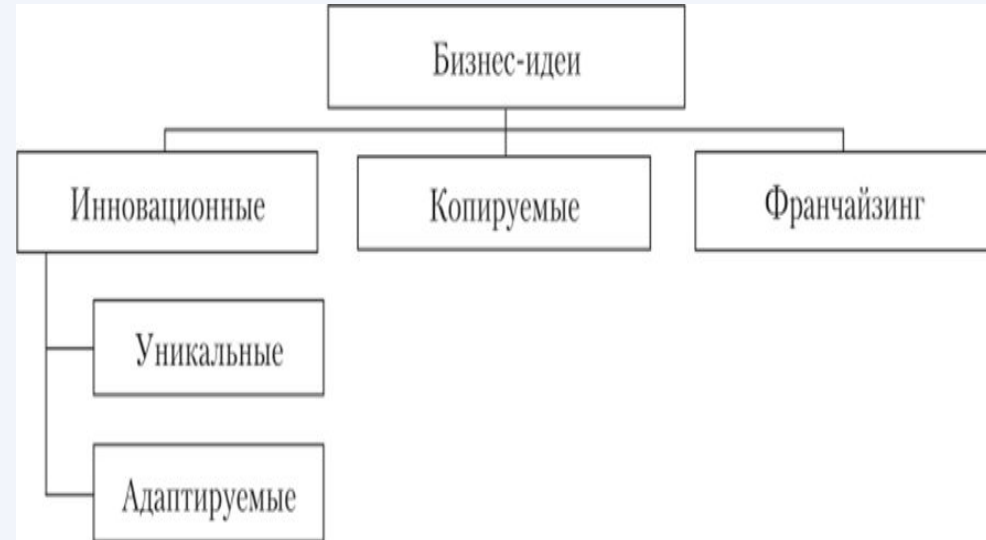 Бизнес-идеи
Инновационные
Копируемые
Франчайзинг
Уникальные
Адаптируемые